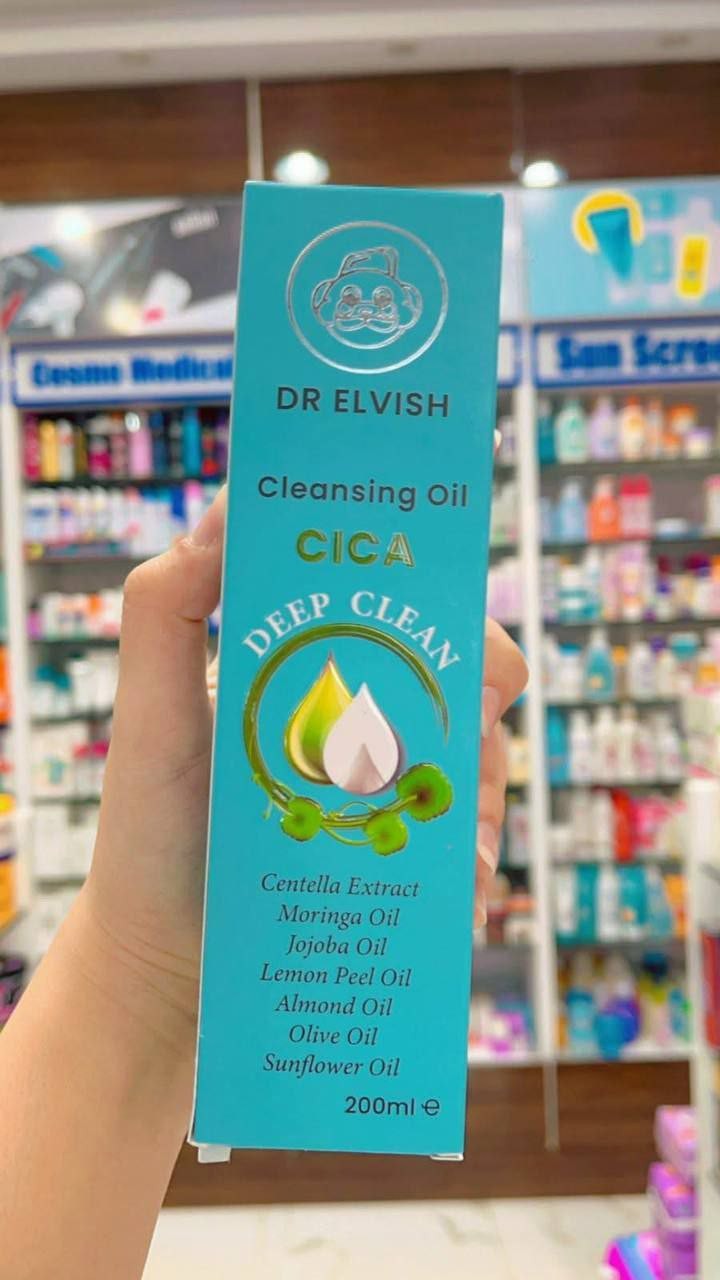 DR ELVISH
Cleansing Oil
CICA
DEEP CLEAN
Centella Extract
Moringa Oil
Jojoba Oil
Lemon Peel Oil
Almond Oil
Olive Oil
Sunflower Oil
200ml ℮
Cosmo Medical
Sun Scree